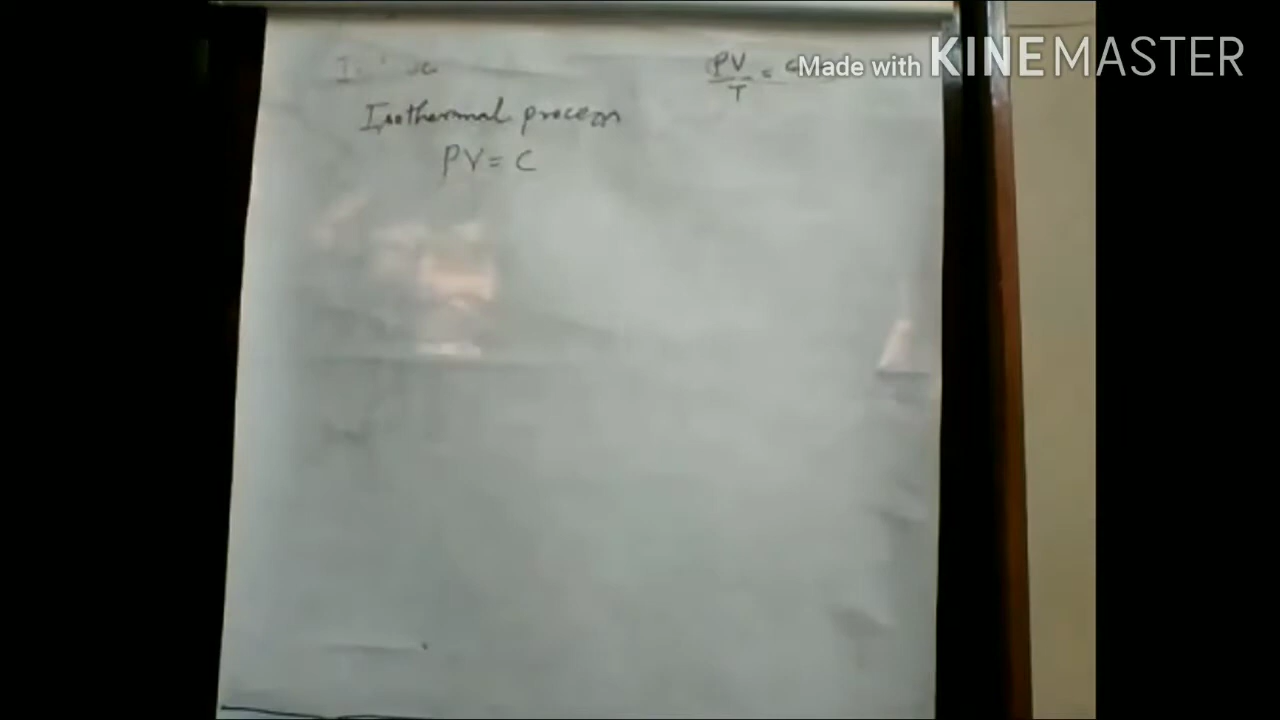 PV/T =
Made with KINEMASTER
Isothermal process
PV = C